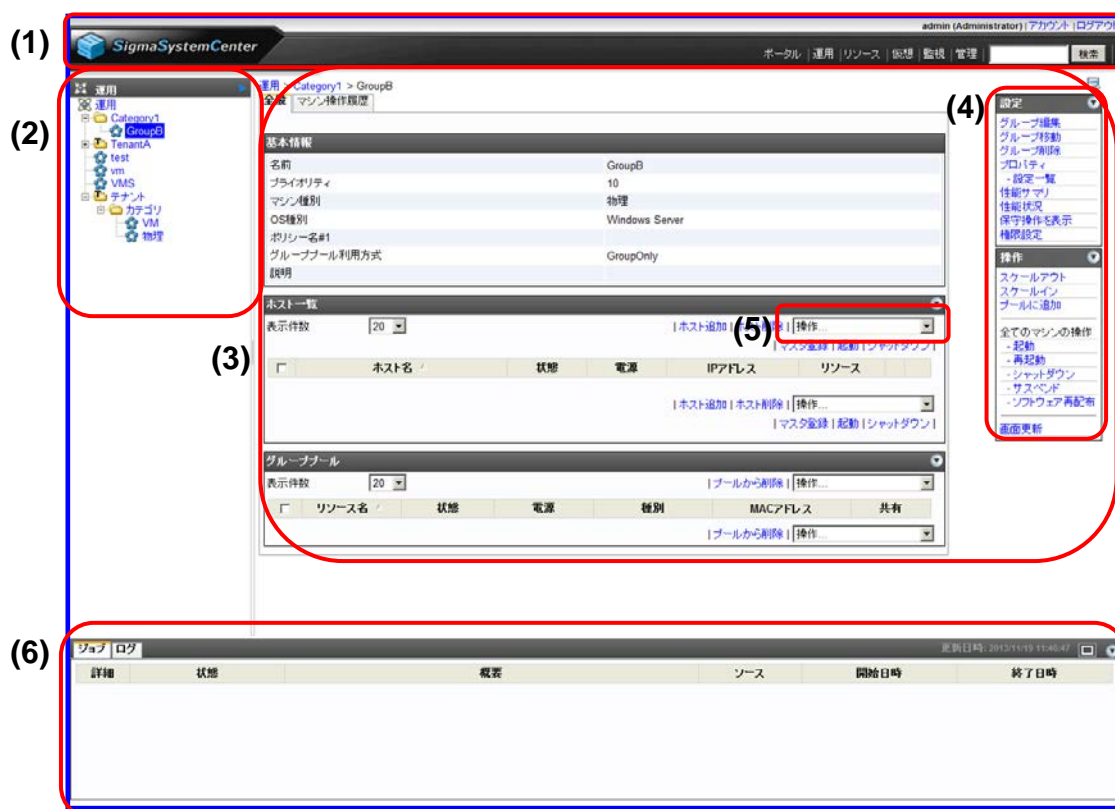 (1)
admin (Administrator) | アカウント | ログアウ
SigmaSystemCenter
ポータル | 運用 | リソース | 仮想 | 監視 | 管理 | 検索
(2)
運用
運用
Category1
GroupB
TenantA
test
vm
VMS
テナント
カテゴリ
VM
物理
(3)
運用 > Category1 > GroupB
全般 マシン操作履歴
基本情報
名前 GroupB
プライオリティ 10
マシン種別 物理
OS種別 Windows Server
ポリシー名#1
グループプール利用方式 GroupOnly
説明
ホスト一覧
表示件数 20 | ホスト追加 | ホスト削除 | 操作...
(5)
| マスタ登録 | 起動 | シャットダウン |
ホスト名 状態 電源 IPアドレス リソース
| ホスト追加 | ホスト削除 | 操作...
| マスタ登録 | 起動 | シャットダウン |
グループプール
表示件数 20 | プールから削除 | 操作...
リソース名 状態 電源 種別 MACアドレス 共有
| プールから削除 | 操作...
(4)
設定
グループ編集
グループ移動
グループ削除
プロパティ
- 設定一覧
性能サマリ
性能状況
保守操作を表示
権限設定
操作
スケールアウト
スケールイン
プールに追加
全てのマシンの操作
- 起動
- 再起動
- シャットダウン
- サスペンド
- ソフトウェア再配布
画面更新
(6)
ジョブ ログ 更新日時: 2013/11/19 11:46:47
詳細 状態 概要 ソース 開始日時 終了日時